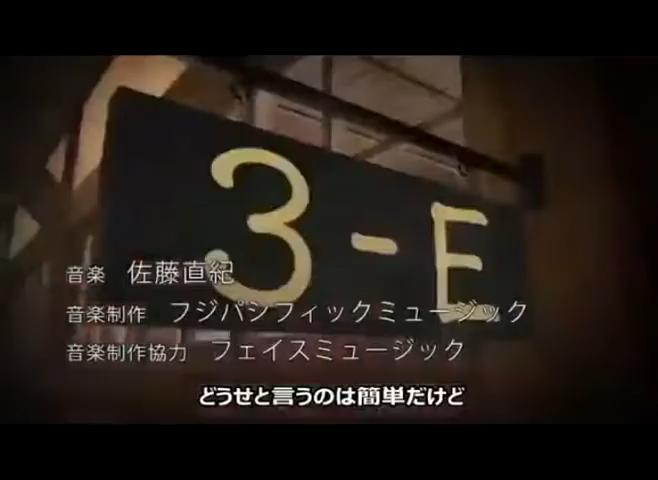 3-E
音楽 佐藤直紀
音楽制作 フジパシフィックミュージック
音楽制作協力 フェイスミュージック
どうせと言うのは簡単だけど